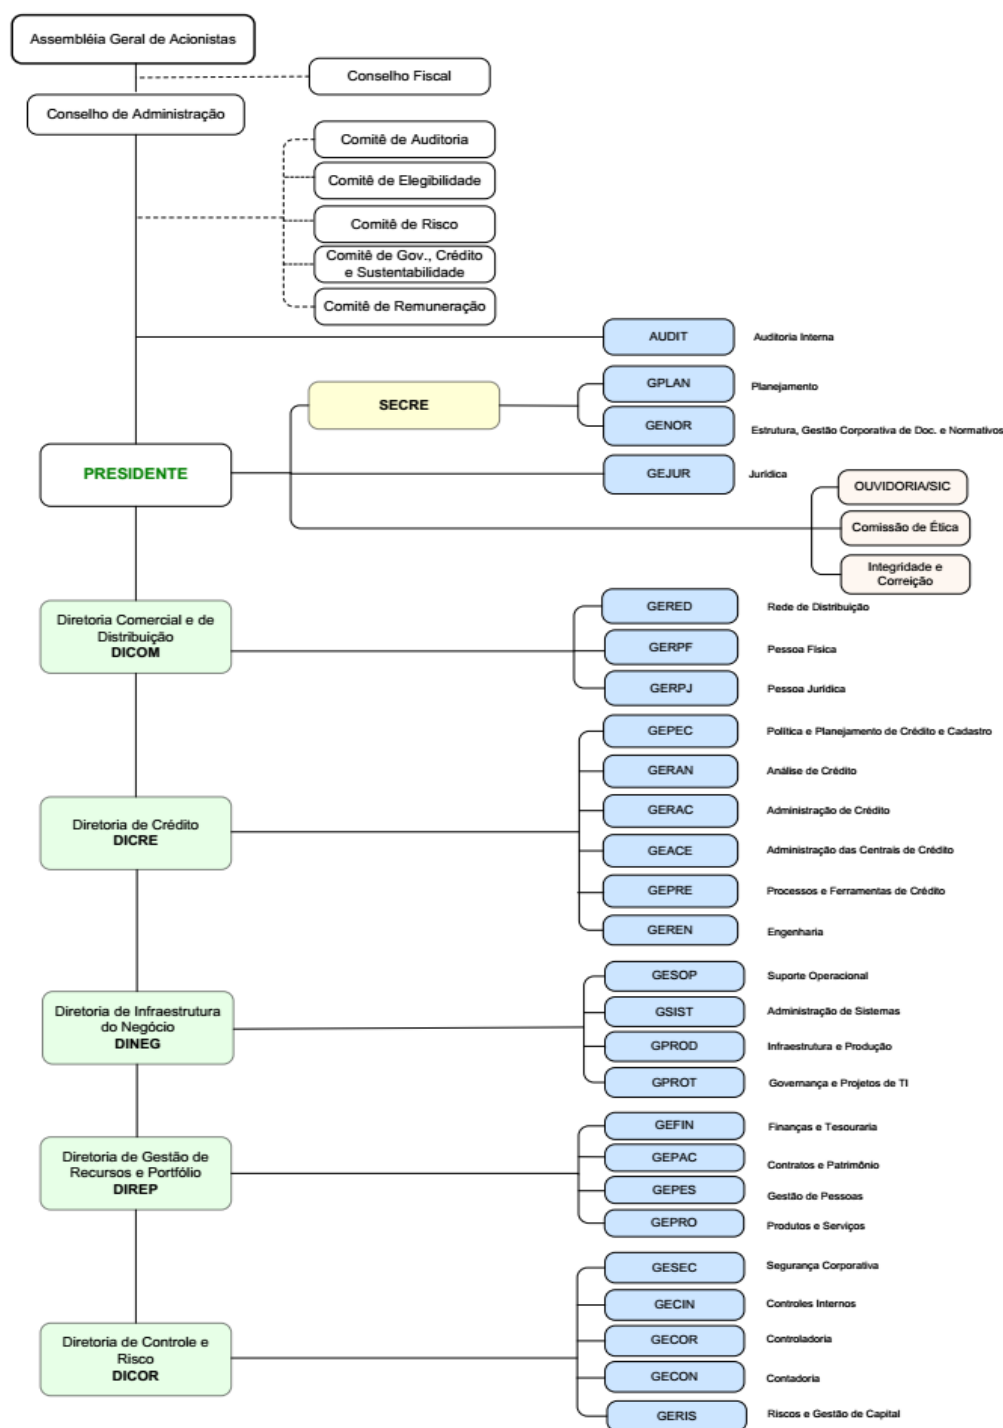 Assembléia Geral de Acionistas
Conselho Fiscal
Conselho de Administração
Comitê de Auditoria
Comitê de Elegibilidade
Comitê de Risco
Comitê de Gov., Crédito
e Sustentabilidade
Comitê de Remuneração
AUDIT Auditoria Interna
GPLAN Planejamento
SECRE
GENOR Estrutura, Gestão Corporativa de Doc. e Normativos
PRESIDENTE
GEJUR Jurídica
OUVIDORIA/SIC
Comissão de Ética
Integridade e
Correição
Diretoria Comercial e de
Distribuição
DICOM
GERED Rede de Distribuição
GERPF Pessoa Física
GERPJ Pessoa Jurídica
Diretoria de Crédito
DICRE
GEPEC Política e Planejamento de Crédito e Cadastro
GERAN Análise de Crédito
GERAC Administração de Crédito
GEACE Administração das Centrais de Crédito
GEPRE Processos e Ferramentas de Crédito
GEREN Engenharia
Diretoria de Infraestrutura
do Negócio
DINEG
GESOP Suporte Operacional
GSIST Administração de Sistemas
GPROD Infraestrutura e Produção
GPROT Governança e Projetos de TI
Diretoria de Gestão de
Recursos e Portfólio
DIREP
GEFIN Finanças e Tesouraria
GEPAC Contratos e Patrimônio
GEPES Gestão de Pessoas
GEPRO Produtos e Serviços
Diretoria de Controle e
Risco
DICOR
GESEC Segurança Corporativa
GECIN Controles Internos
GECOR Controladoria
GECON Contadoria
GERIS Riscos e Gestão de Capital